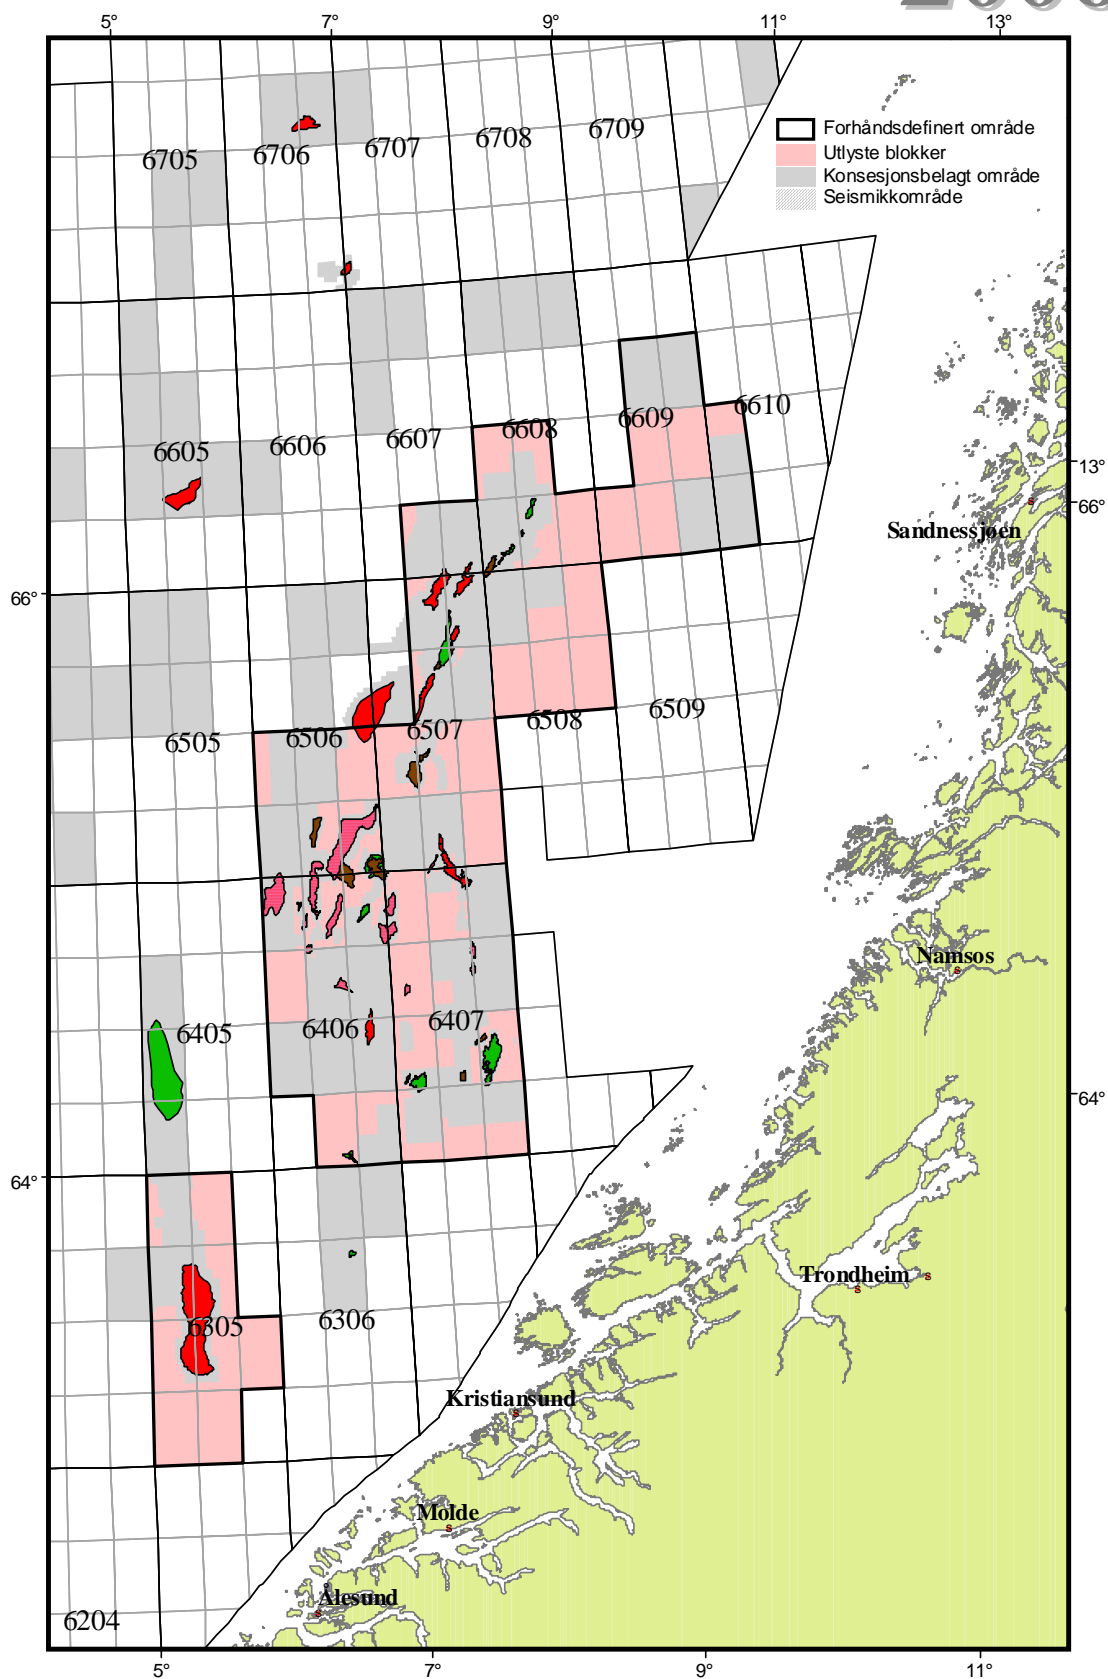 5° 7° 9° 11° 13°
Forhåndsdefinert område
Utlyste blokker
Konsesjonsbelagt område
Seismikkområde
6705 6706 6707 6708 6709
6605 6606 6607 6608 6609 6610
13°
66°
Sandnessjøen
66°
6505 6506 6507 6508 6509
Namsos
6405 6406 6407
64°
64°
Trondheim
6305 6306
Kristiansund
Molde
Ålesund
6204
5° 7° 9° 11°